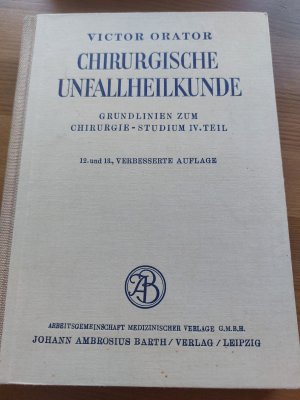 VICTOR ORATOR
CHIRURGISCHE
UNFALLHEILKUNDE
GRUNDLINIEN ZUM
CHIRURGIE-STUDIUM IV. TEIL
12. und 13., VERBESSERTE AUFLAGE
JAB
ARBEITSGEMEINSCHAFT MEDIZINISCHER VERLAGE G.M.B.H.
JOHANN AMBROSIUS BARTH / VERLAG / LEIPZIG